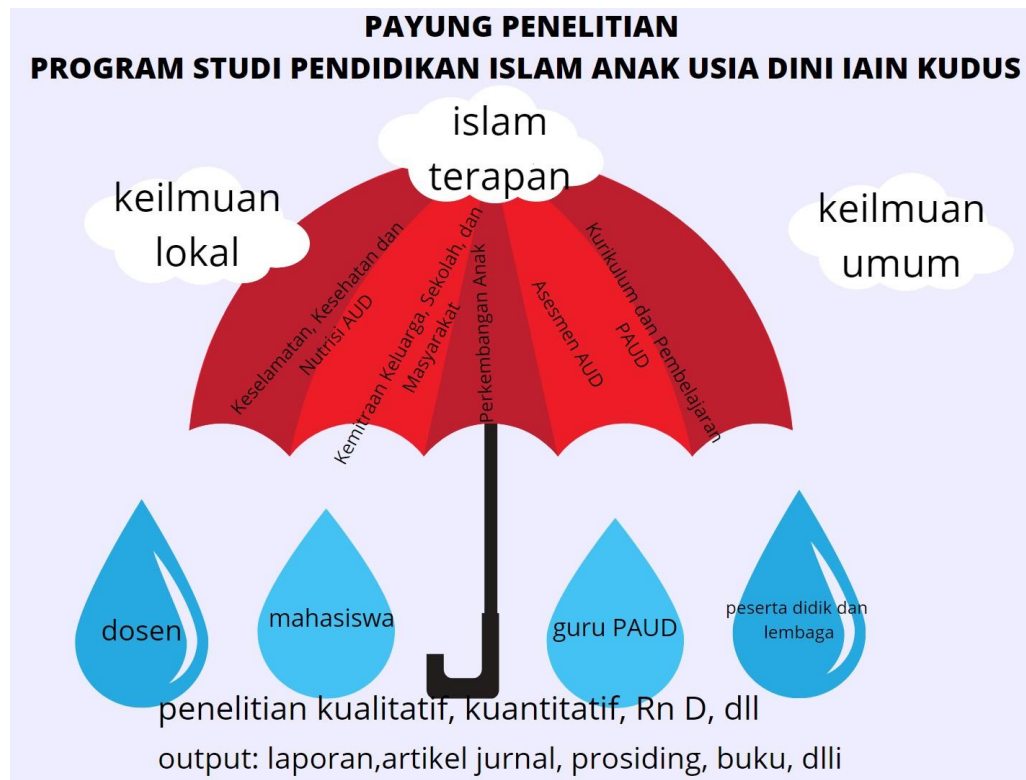 PAYUNG PENELITIAN
PROGRAM STUDI PENDIDIKAN ISLAM ANAK USIA DINI IAIN KUDUS
islam
terapan
keilmuan
lokal
keilmuan
umum
Keselamatan, Kesehatan dan
Nutrisi AUD
Kemitraan Keluarga, Sekolah, dan
Masyarakat
Perkembangan Anak
Asesmen AUD
Kurikulum dan Pembelajaran
PAUD
dosen
mahasiswa
guru PAUD
peserta didik dan
lembaga
penelitian kualitatif, kuantitatif, Rn D, dll
output: laporan,artikel jurnal, prosiding, buku, dlli